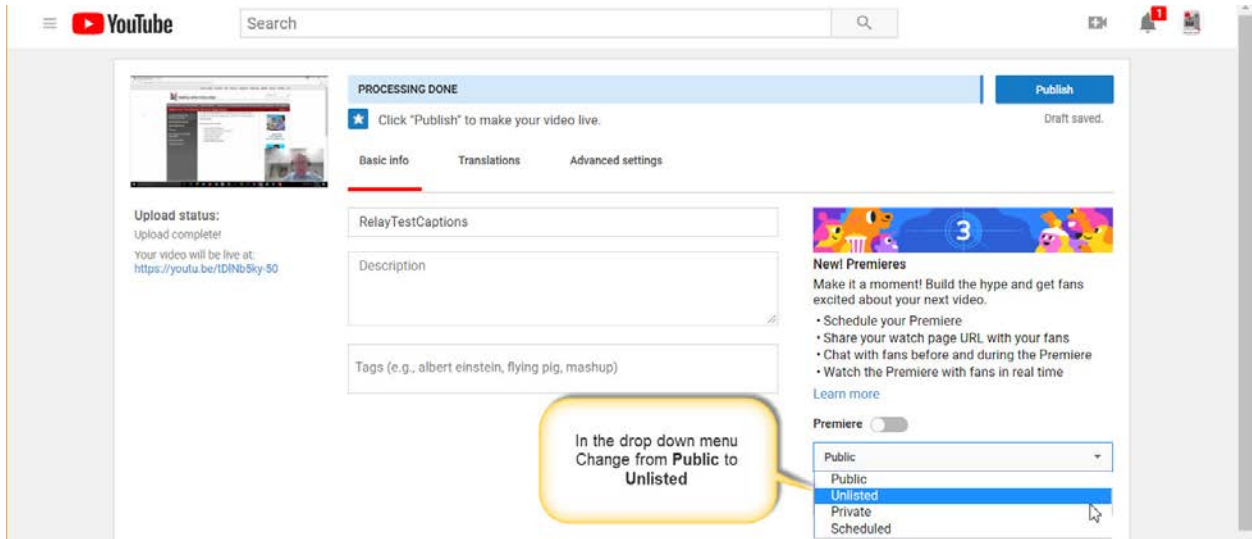 YouTube
Search
1
PROCESSING DONE
Publish
Click "Publish" to make your video live.
Draft saved.
Basic info Translations Advanced settings
Upload status:
Upload complete!
Your video will be live at:
https://youtu.be/tDlNb5ky-50
RelayTestCaptions
Description
Tags (e.g., albert einstein, flying pig, mashup)
3
New! Premieres
Make it a moment! Build the hype and get fans
excited about your next video.
• Schedule your Premiere
• Share your watch page URL with your fans
• Chat with fans before and during the Premiere
• Watch the Premiere with fans in real time
Learn more
Premiere
In the drop down menu
Change from Public to
Unlisted
Public
Public
Unlisted
Private
Scheduled